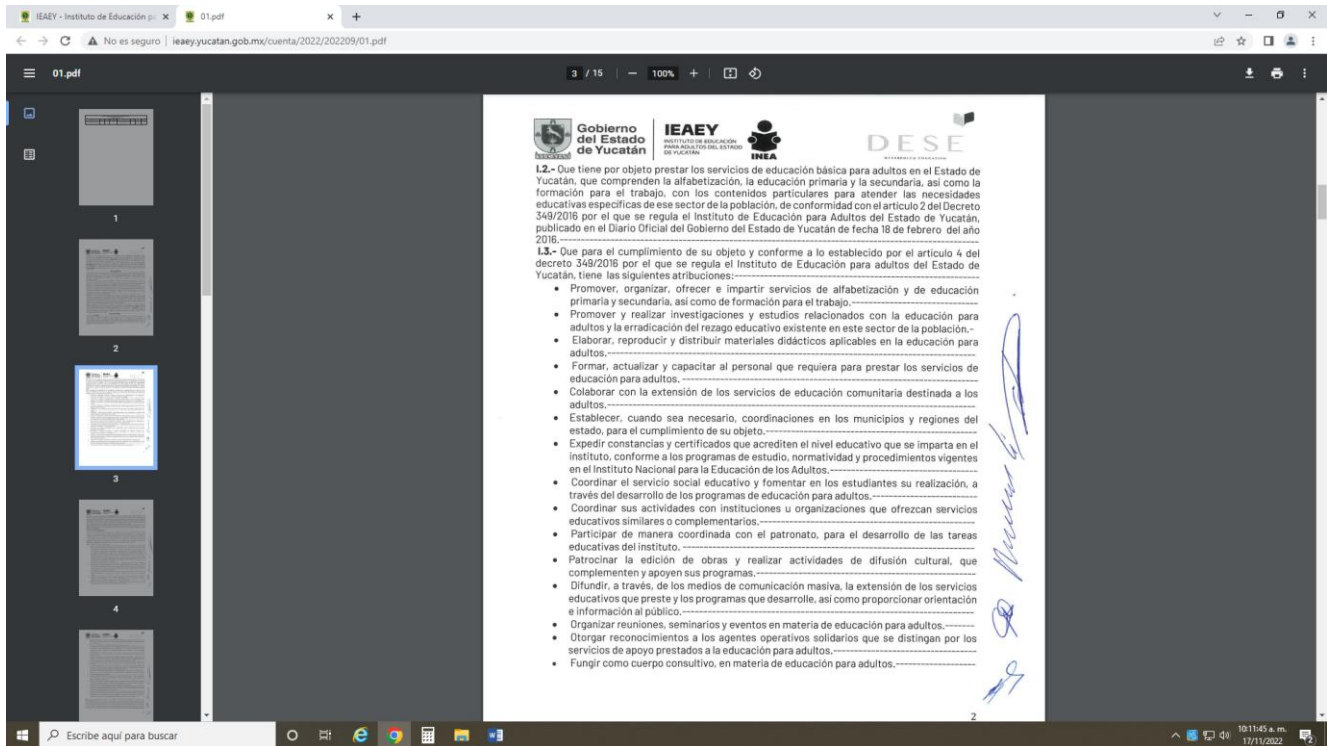 IEAEY - Instituto de Educación p
01.pdf
No es seguro | ieaey.yucatan.gob.mx/cuenta/2022/202209/01.pdf
01.pdf
3 / 15
100%
1
2
3
4
Gobierno
del Estado
de Yucatán
IEAEY
INSTITUTO DE EDUCACIÓN
PARA ADULTOS DEL ESTADO
DE YUCATÁN
INEA
DESE
I.2.- Que tiene por objeto prestar los servicios de educación básica para adultos en el Estado de
Yucatán, que comprenden la alfabetización, la educación primaria y la secundaria, así como la
formación para el trabajo, con los contenidos particulares para atender las necesidades
educativas específicas de ese sector de la población, de conformidad con el artículo 2 del Decreto
349/2016 por el que se regula el Instituto de Educación para Adultos del Estado de Yucatán,
publicado en el Diario Oficial del Gobierno del Estado de Yucatán de fecha 18 de febrero del año
2016.-----
I.3.- Que para el cumplimiento de su objeto y conforme a lo establecido por el artículo 4 del
decreto 349/2016 por el que se regula el Instituto de Educación para adultos del Estado de
Yucatán, tiene las siguientes atribuciones:-----
• Promover, organizar, ofrecer e impartir servicios de alfabetización y de educación
primaria y secundaria, así como de formación para el trabajo.-----
• Promover y realizar investigaciones y estudios relacionados con la educación para
adultos y la erradicación del rezago educativo existente en este sector de la población.-
• Elaborar, reproducir y distribuir materiales didácticos aplicables en la educación para
adultos.-----
• Formar, actualizar y capacitar al personal que requiera para prestar los servicios de
educación para adultos. -----
• Colaborar con la extensión de los servicios de educación comunitaria destinada a los
adultos.-----
• Establecer, cuando sea necesario, coordinaciones en los municipios y regiones del
estado, para el cumplimiento de su objeto.-----
• Expedir constancias y certificados que acrediten el nivel educativo que se imparta en el
instituto, conforme a los programas de estudio, normatividad y procedimientos vigentes
en el Instituto Nacional para la Educación de los Adultos.-----
• Coordinar el servicio social educativo y fomentar en los estudiantes su realización, a
través del desarrollo de los programas de educación para adultos.-----
• Coordinar sus actividades con instituciones u organizaciones que ofrezcan servicios
educativos similares o complementarios.-----
• Participar de manera coordinada con el patronato, para el desarrollo de las tareas
educativas del instituto. -----
• Patrocinar la edición de obras y realizar actividades de difusión cultural, que
complementen y apoyen sus programas.-----
• Difundir, a través, de los medios de comunicación masiva, la extensión de los servicios
educativos que preste y los programas que desarrolle, así como proporcionar orientación
e información al público.-----
• Organizar reuniones, seminarios y eventos en materia de educación para adultos.-----
• Otorgar reconocimientos a los agentes operativos solidarios que se distingan por los
servicios de apoyo prestados a la educación para adultos.-----
• Fungir como cuerpo consultivo, en materia de educación para adultos.-----
2
Escribe aquí para buscar
10:11:45 a. m.
17/11/2022